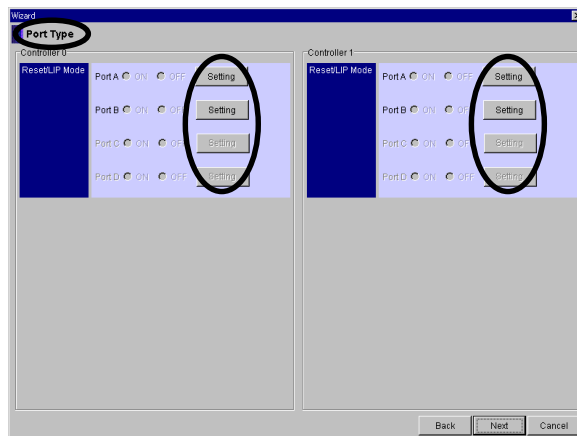 Wizard
Port Type
Controller 0
Reset/LIP Mode
Port A ON OFF Setting
Port B ON OFF Setting
Port C ON OFF Setting
Port D ON OFF Setting
Controller 1
Reset/LIP Mode
Port A ON OFF Setting
Port B ON OFF Setting
Port C ON OFF Setting
Port D ON OFF Setting
Back Next Cancel